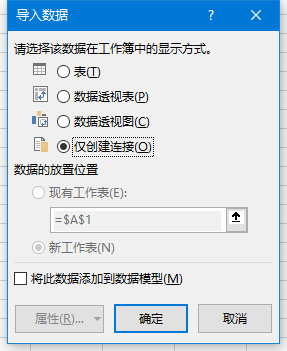 导入数据
请选择该数据在工作簿中的显示方式。
表(T)
数据透视表(P)
数据透视图(C)
仅创建连接(O)
数据的放置位置
现有工作表(E):
=$A$1
新工作表(N)
将此数据添加到数据模型(M)
属性(R)...
确定
取消